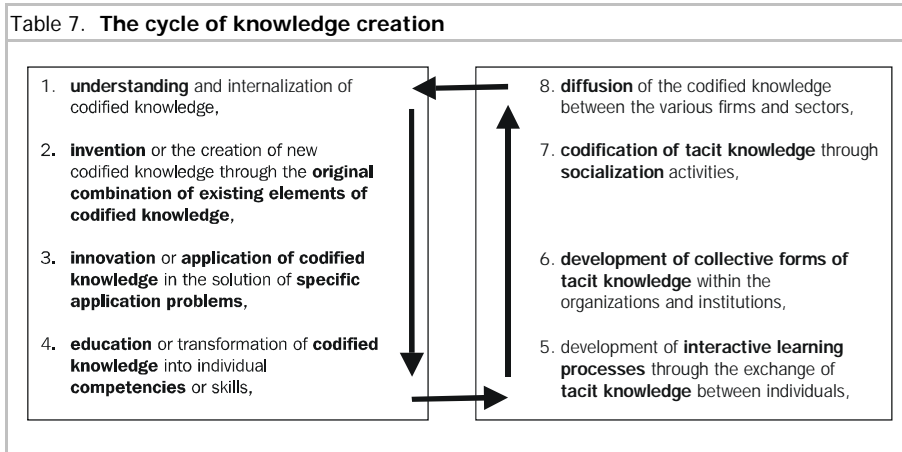 Table 7. The cycle of knowledge creation
1. understanding and internalization of
codified knowledge,
2. invention or the creation of new
codified knowledge through the original
combination of existing elements of
codified knowledge,
3. innovation or application of codified
knowledge in the solution of specific
application problems,
4. education or transformation of codified
knowledge into individual
competencies or skills,
8. diffusion of the codified knowledge
between the various firms and sectors,
7. codification of tacit knowledge through
socialization activities,
6. development of collective forms of
tacit knowledge within the
organizations and institutions,
5. development of interactive learning
processes through the exchange of
tacit knowledge between individuals,